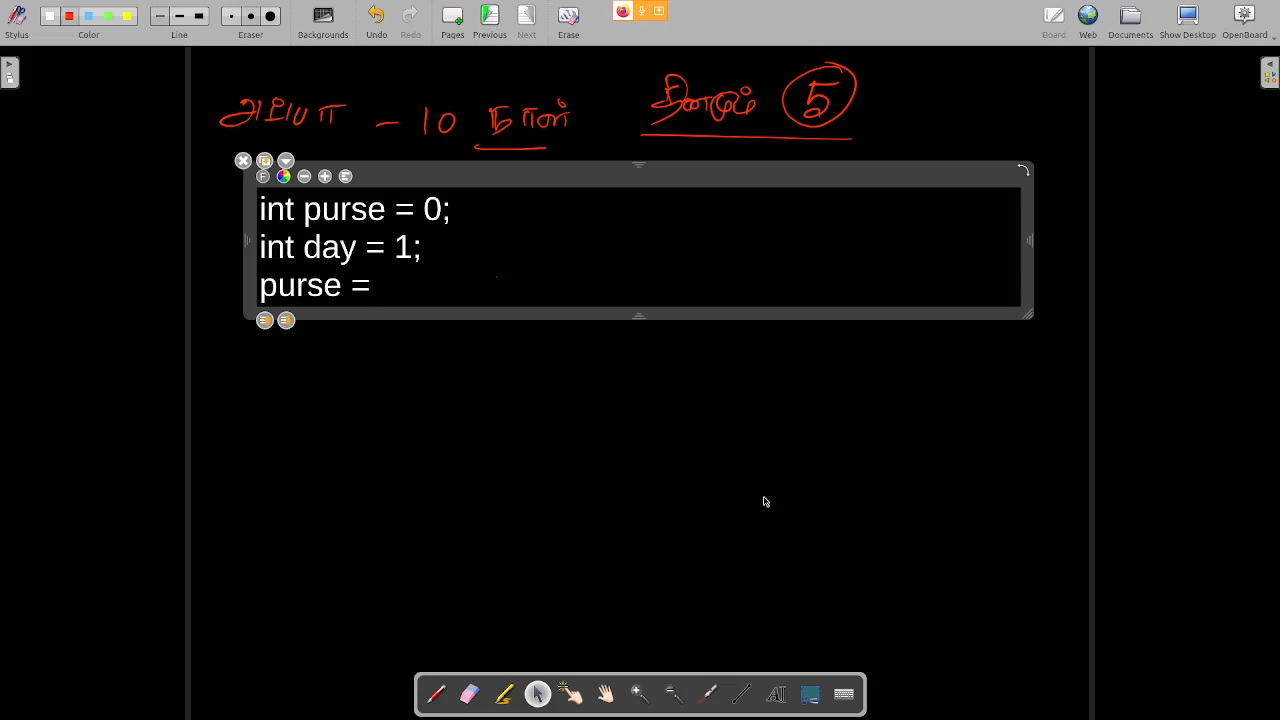 Stylus Color Line Eraser Backgrounds Undo Redo Pages Previous Next Erase Board Web Documents Show Desktop OpenBoard
அப்பா - 10 நாள் தினமும் 5
int purse = 0;
int day = 1;
purse =